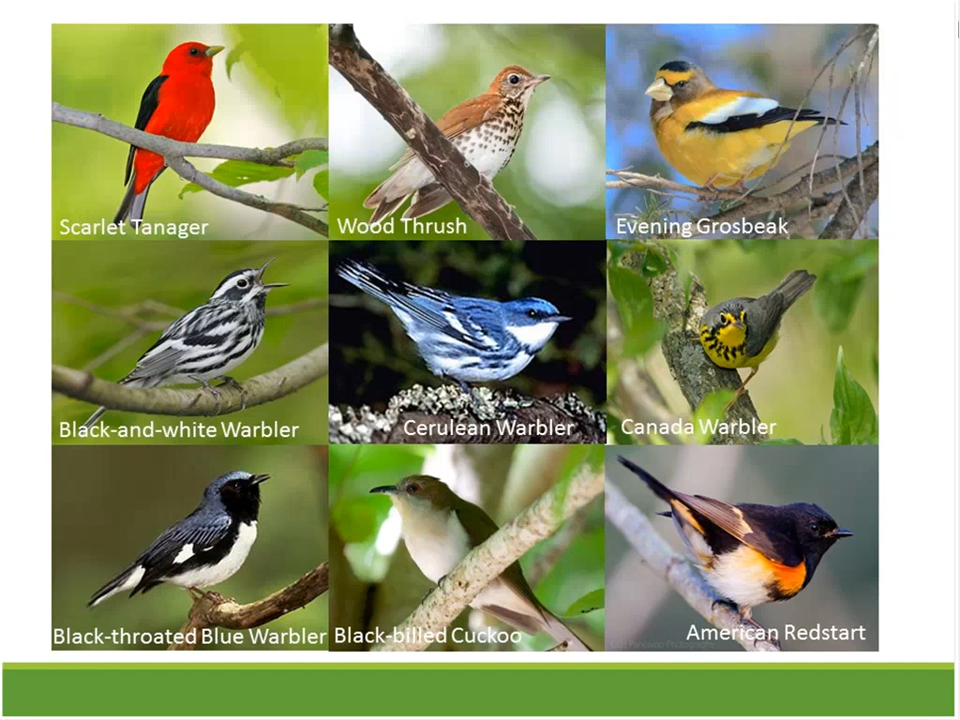 Scarlet Tanager
Wood Thrush
Evening Grosbeak
Black-and-white Warbler
Cerulean Warbler
Canada Warbler
Black-throated Blue Warbler
Black-billed Cuckoo
American Redstart